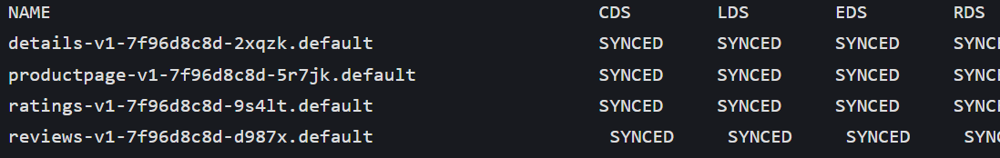 NAME CDS LDS EDS RDS
details-v1-7f96d8c8d-2xqzk.default SYNCED SYNCED SYNCED SYNC
productpage-v1-7f96d8c8d-5r7jk.default SYNCED SYNCED SYNCED SYNC
ratings-v1-7f96d8c8d-9s4lt.default SYNCED SYNCED SYNCED SYNC
reviews-v1-7f96d8c8d-d987x.default SYNCED SYNCED SYNCED SYN